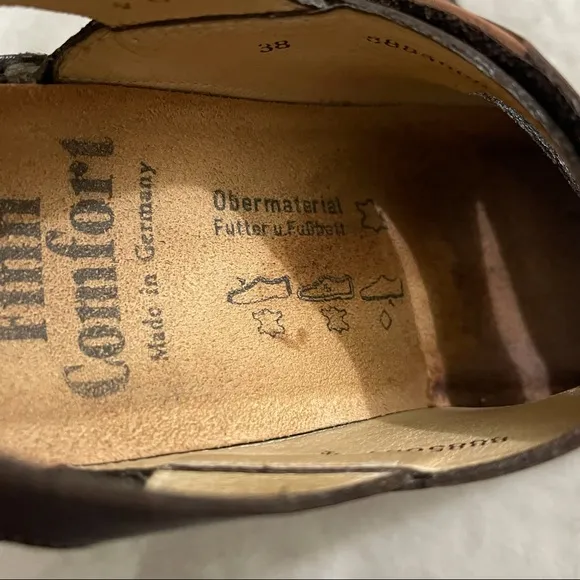 38
Finn
Comfort
Made in Germany
Obermaterial
Futter u. Fußbett